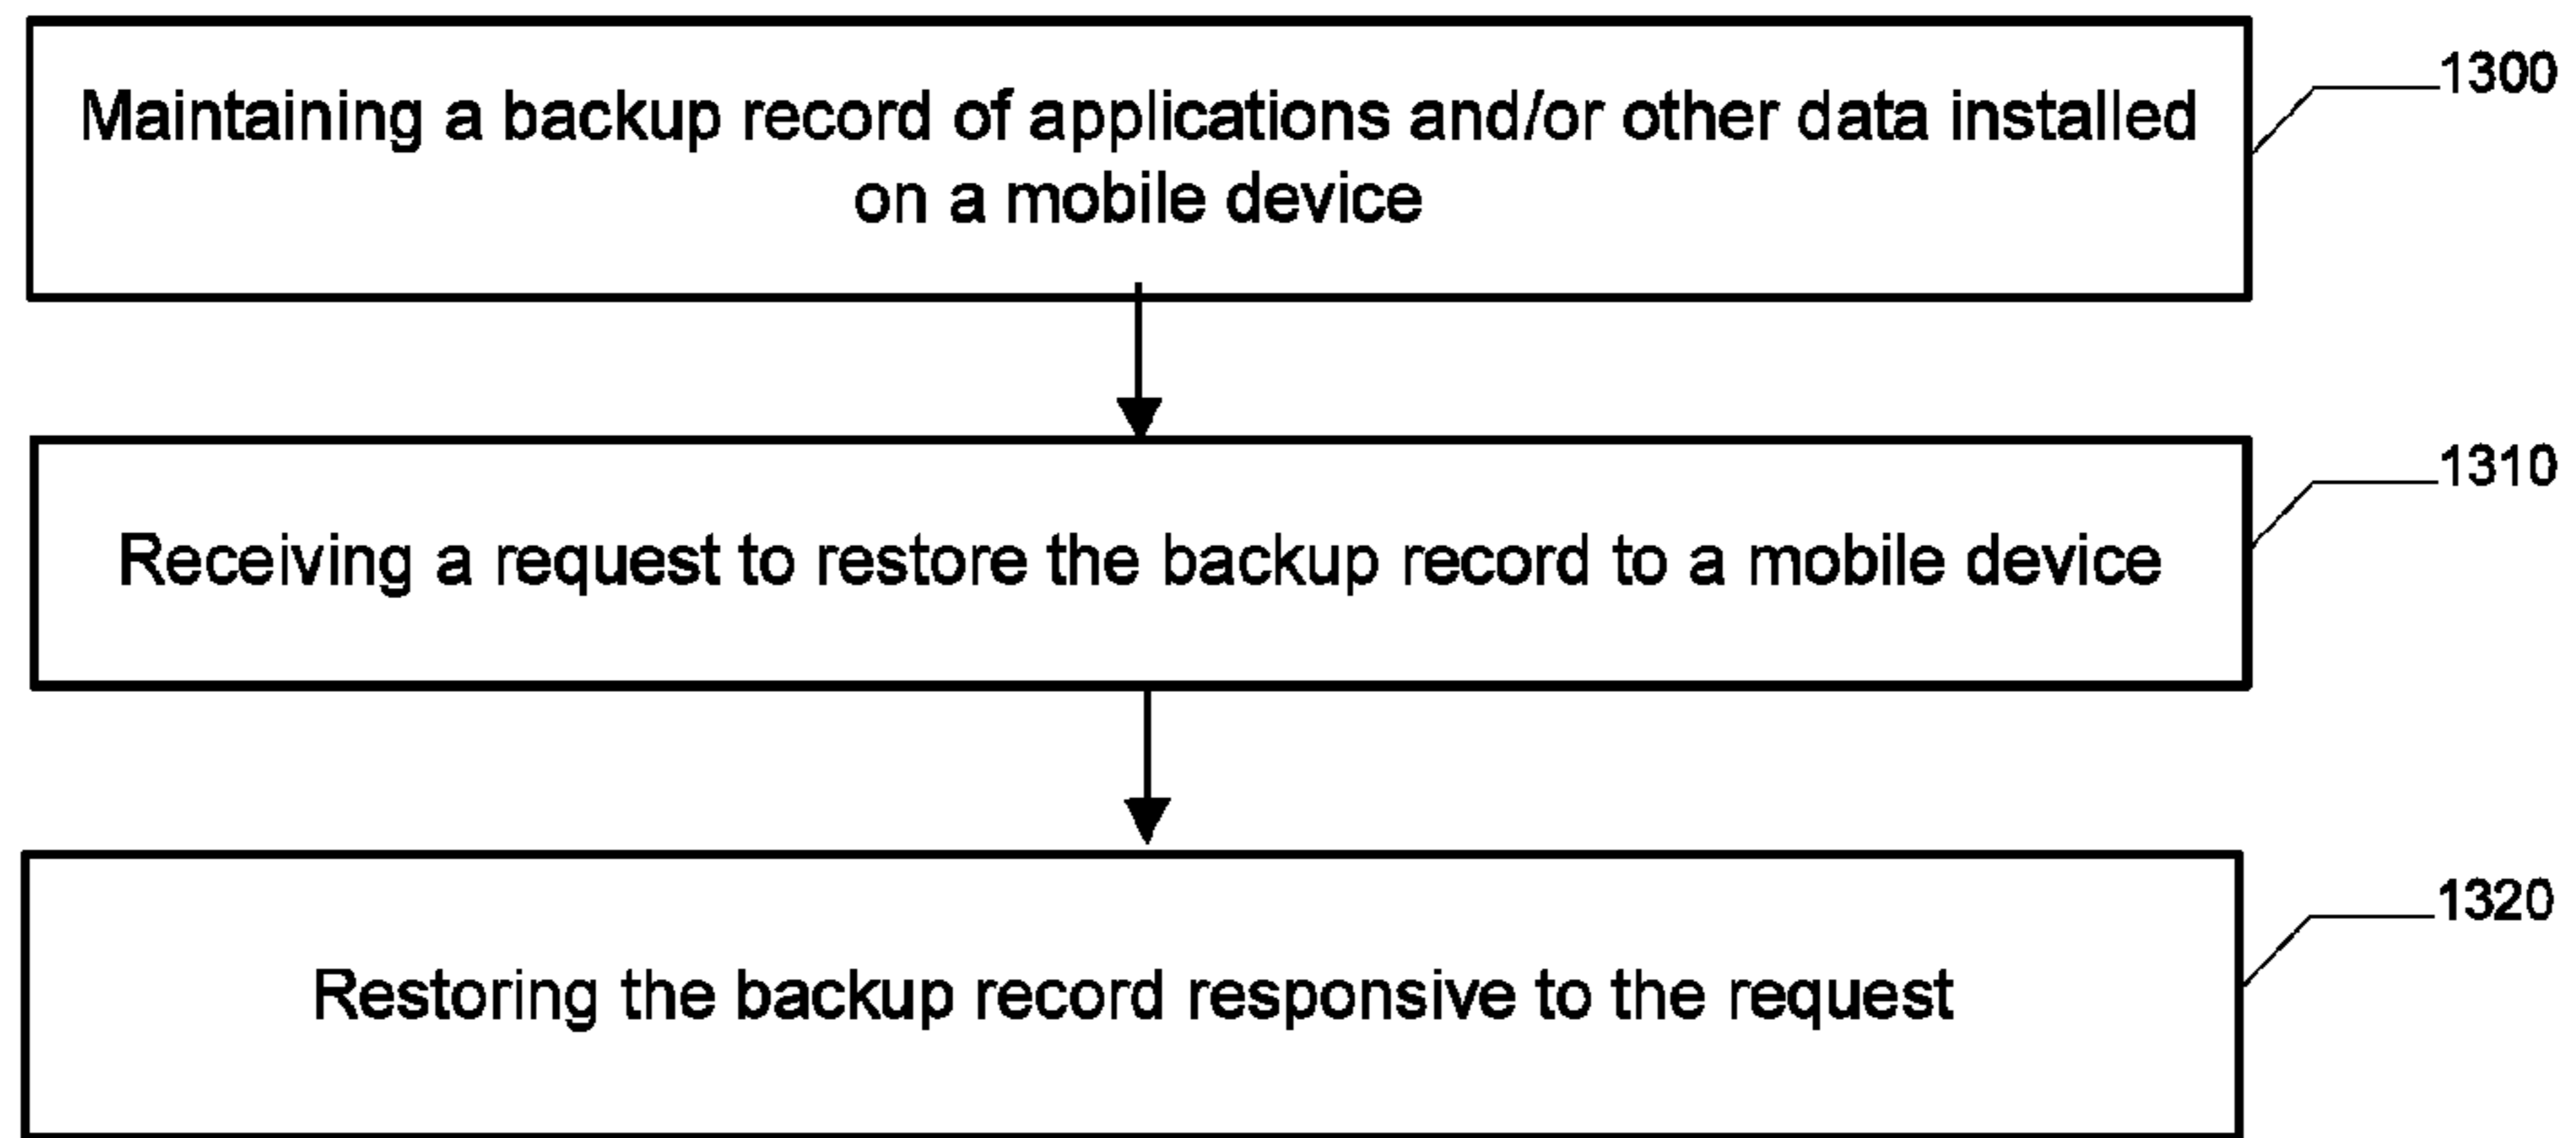 Maintaining a backup record of applications and/or other data installed
on a mobile device
1300
Receiving a request to restore the backup record to a mobile device
1310
Restoring the backup record responsive to the request
1320